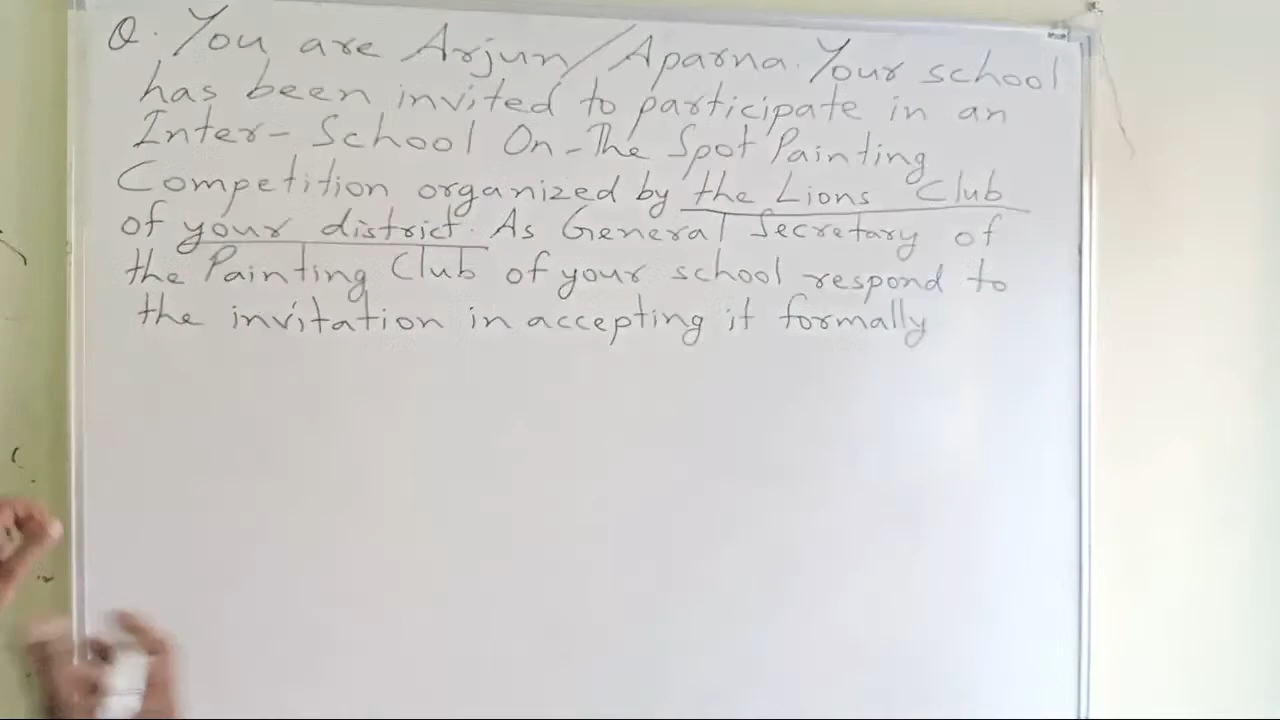 Q. You are Arjun/Aparna. Your school
has been invited to participate in an
Inter-School On-The Spot Painting
Competition organized by the Lions Club
of your district. As General Secretary of
the Painting Club of your school respond to
the invitation in accepting it formally